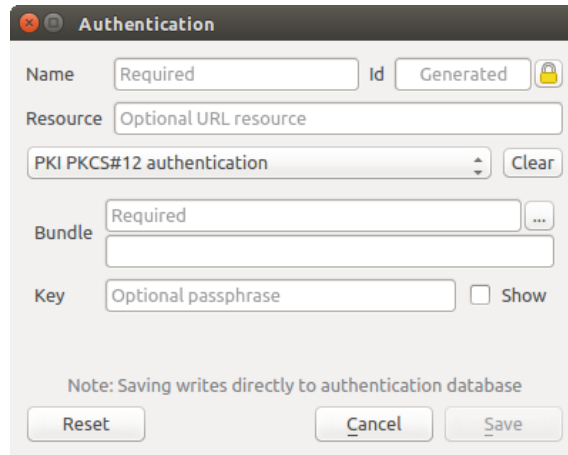 Authentication
Name Required Id Generated
Resource Optional URL resource
PKI PKCS#12 authentication Clear
Bundle Required ...
Key Optional passphrase Show
Note: Saving writes directly to authentication database
Reset Cancel Save